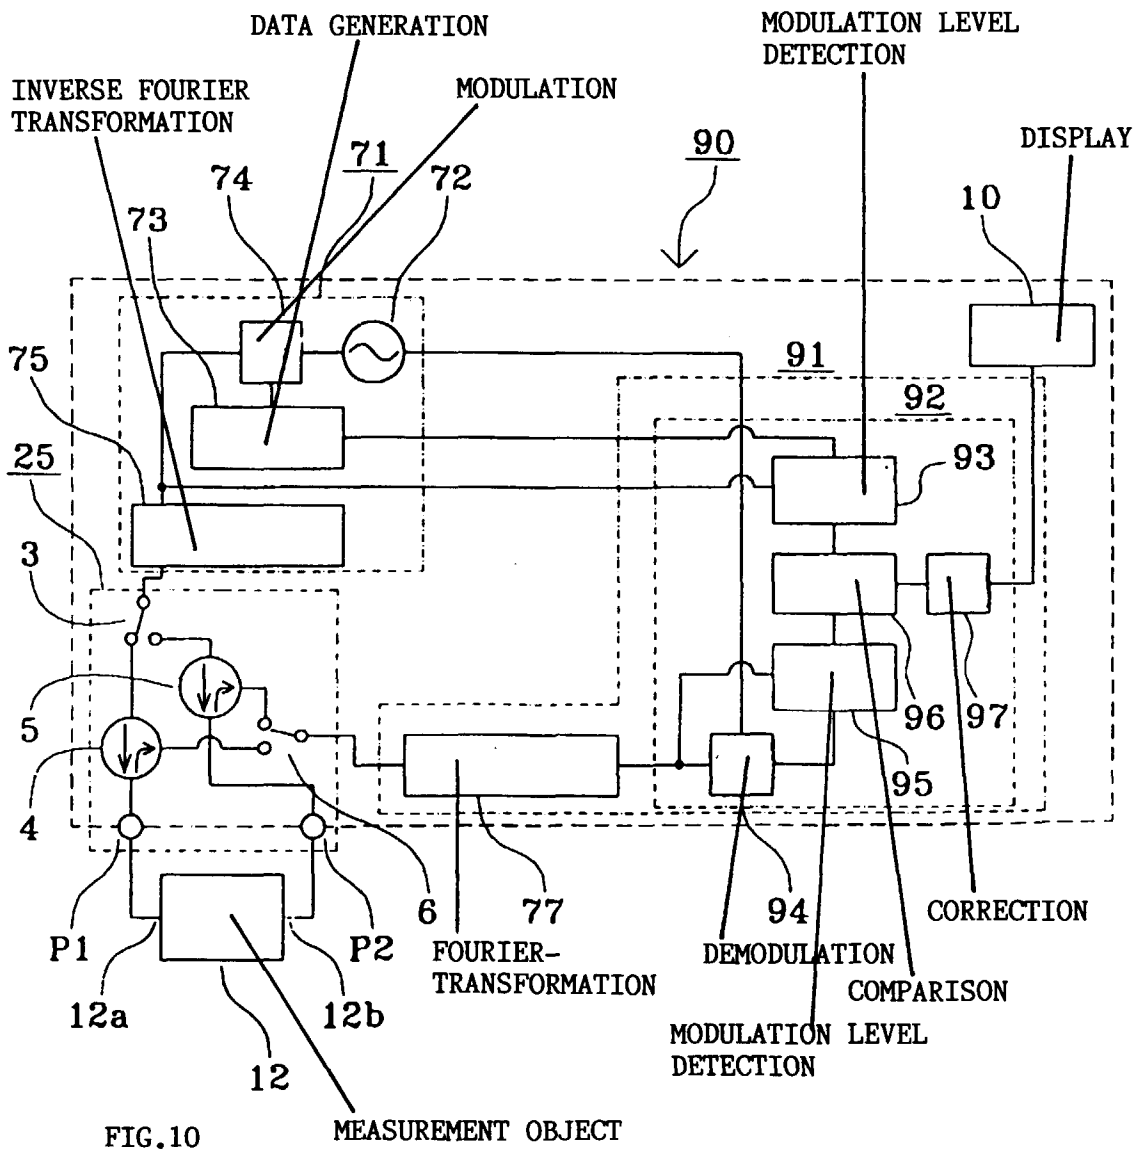 DATA GENERATION
MODULATION LEVEL
DETECTION
INVERSE FOURIER
TRANSFORMATION
MODULATION
DISPLAY
90
71
72
74
73
10
75
91
92
25
93
3
5
96
97
95
4
P1
P2
6
77
94
CORRECTION
12a
12b
FOURIER-
TRANSFORMATION
DEMODULATION
COMPARISON
MODULATION LEVEL
DETECTION
12
MEASUREMENT OBJECT
FIG.10